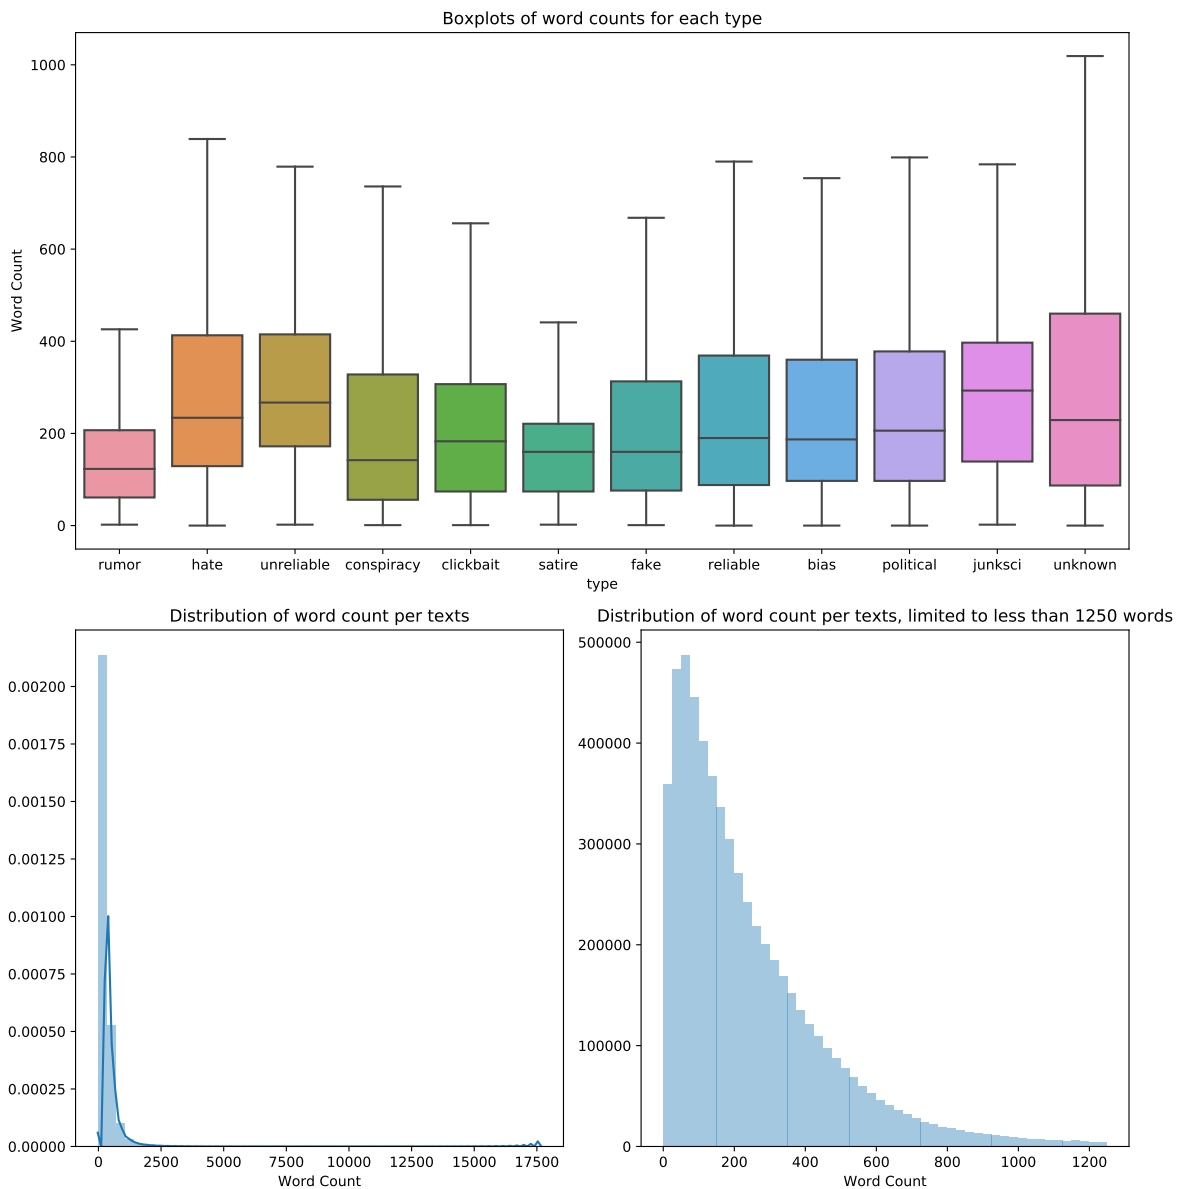 Boxplots of word counts for each type
Word Count
1000
800
600
400
200
0
rumor hate unreliable conspiracy clickbait satire fake reliable bias political junksci unknown
type
Distribution of word count per texts
0.00200
0.00175
0.00150
0.00125
0.00100
0.00075
0.00050
0.00025
0.00000
0 2500 5000 7500 10000 12500 15000 17500
Word Count
Distribution of word count per texts, limited to less than 1250 words
500000
400000
300000
200000
100000
0
0 200 400 600 800 1000 1200
Word Count